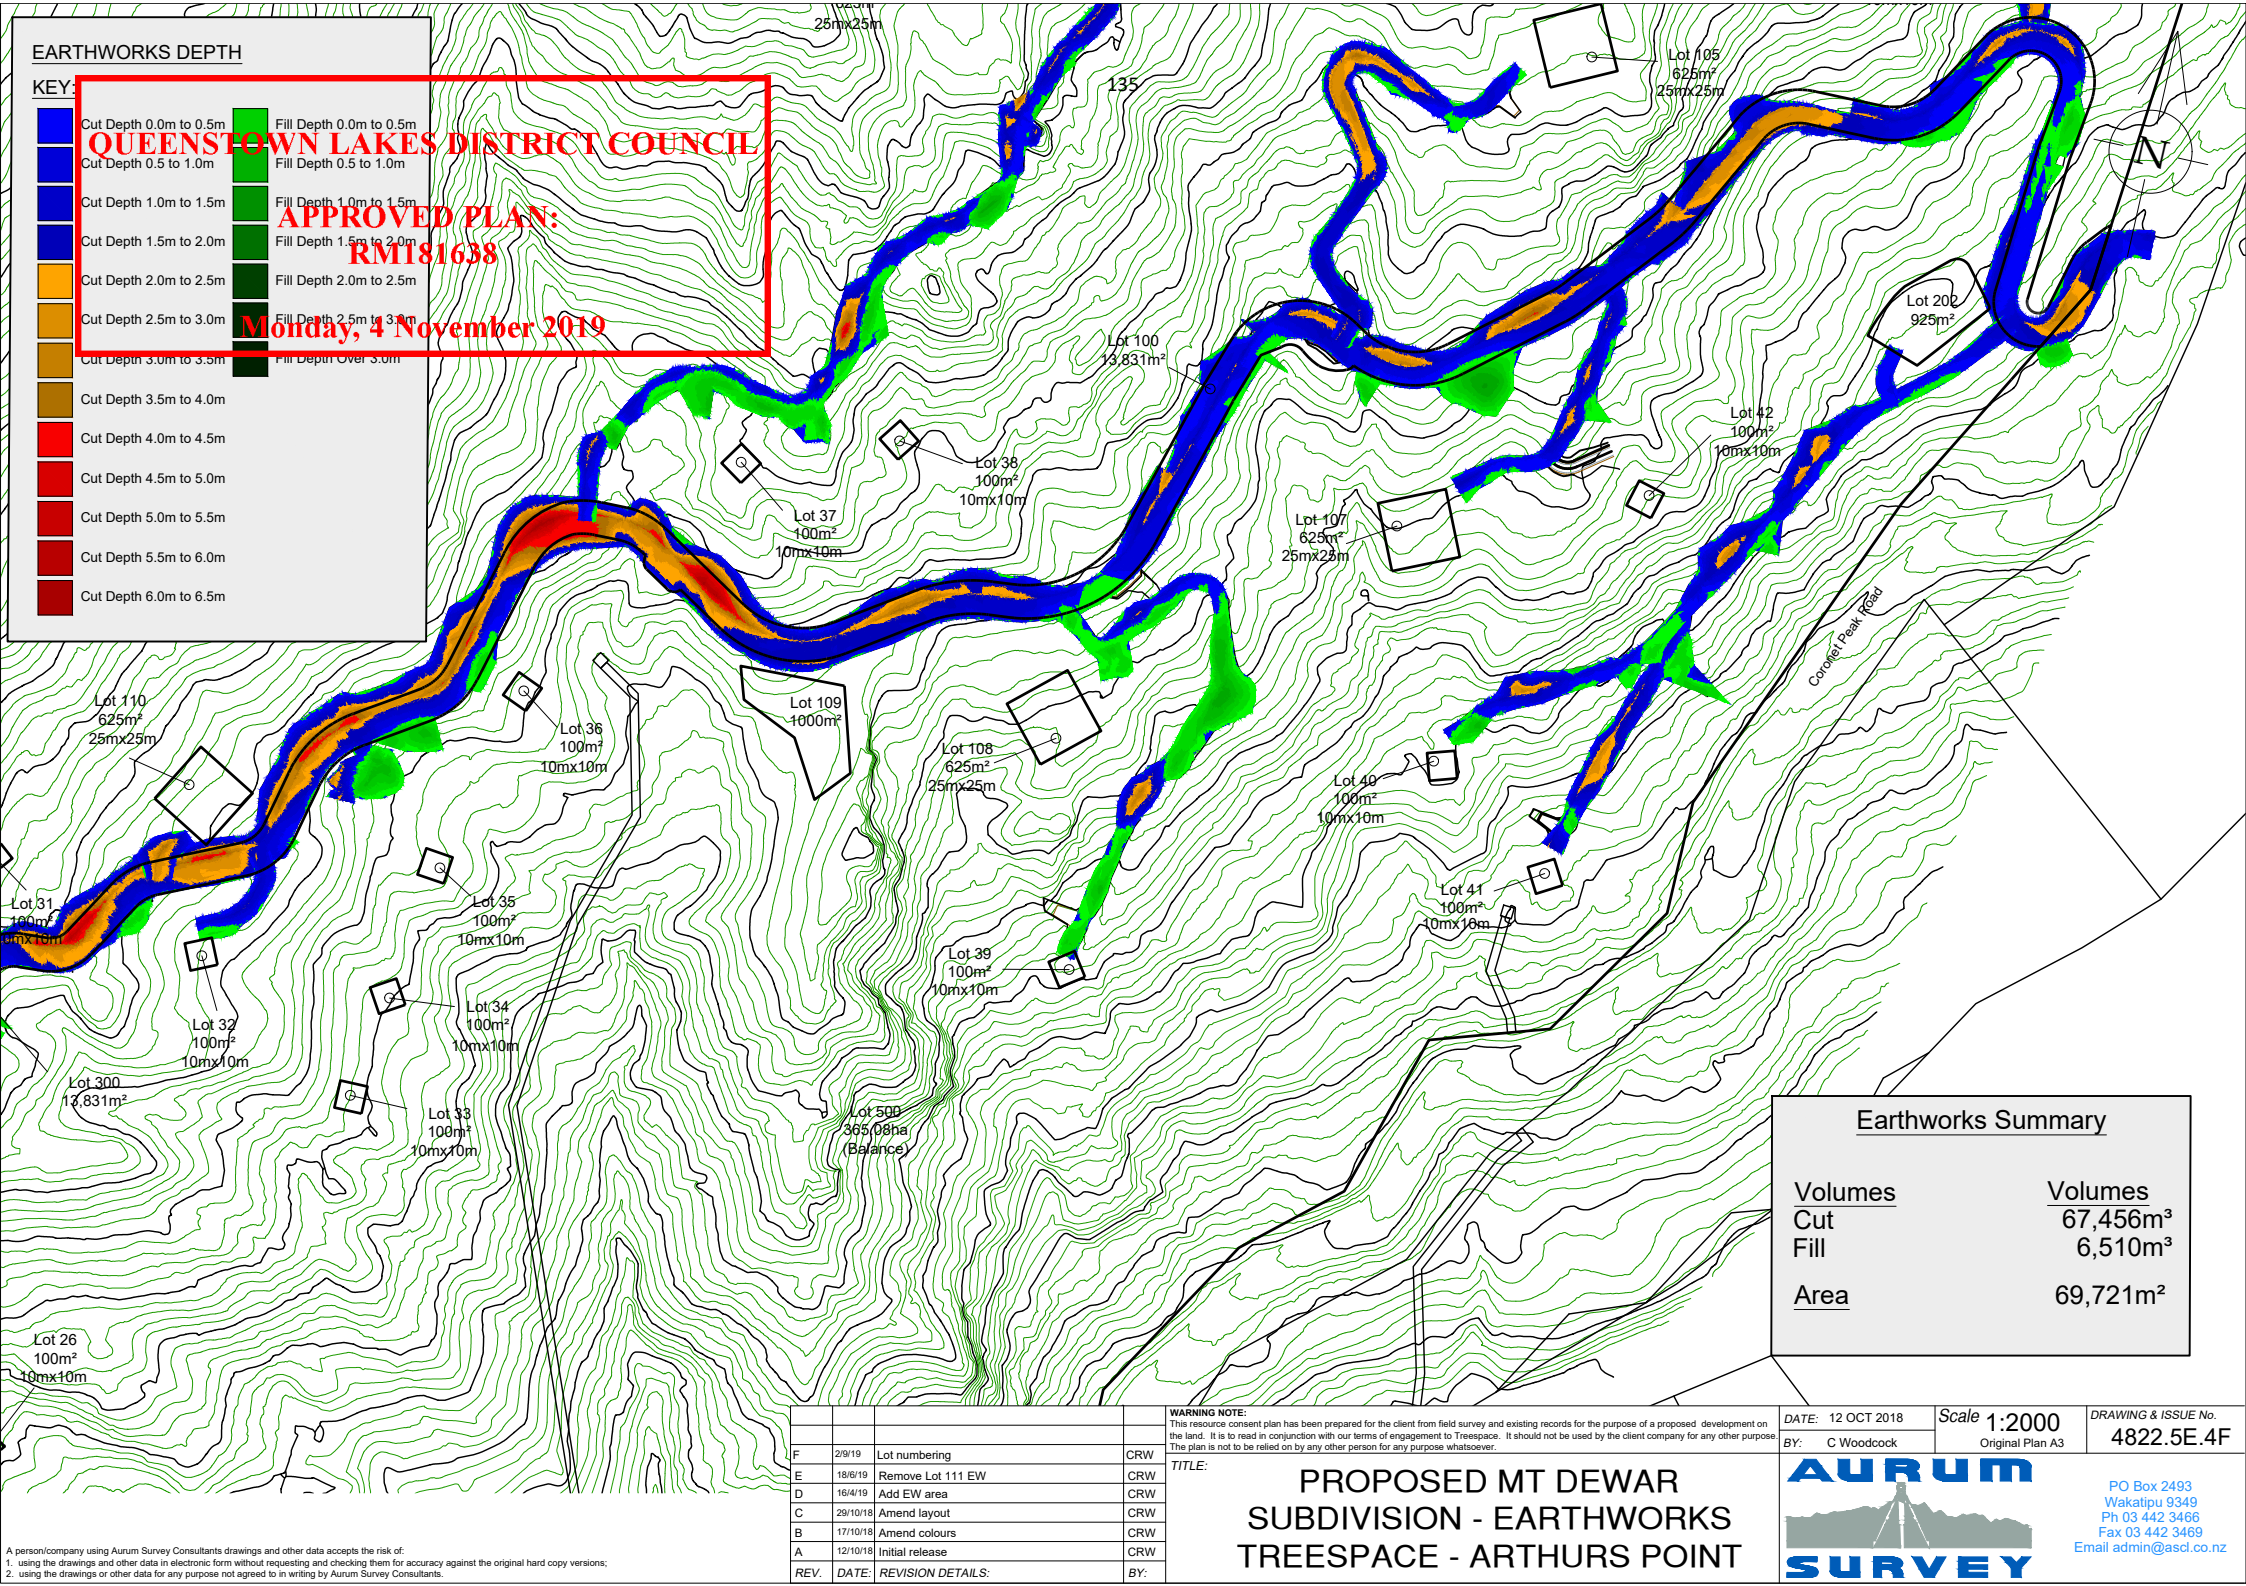 EARTHWORKS DEPTH
KEY:
Cut Depth 0.0m to 0.5m
Cut Depth 0.5 to 1.0m
Cut Depth 1.0m to 1.5m
Cut Depth 1.5m to 2.0m
Cut Depth 2.0m to 2.5m
Cut Depth 2.5m to 3.0m
Cut Depth 3.0m to 3.5m
Cut Depth 3.5m to 4.0m
Cut Depth 4.0m to 4.5m
Cut Depth 4.5m to 5.0m
Cut Depth 5.0m to 5.5m
Cut Depth 5.5m to 6.0m
Cut Depth 6.0m to 6.5m
Fill Depth 0.0m to 0.5m
Fill Depth 0.5 to 1.0m
Fill Depth 1.0m to 1.5m
Fill Depth 1.5m to 2.0m
Fill Depth 2.0m to 2.5m
Fill Depth 2.5m to 3.0m
Fill Depth Over 3.0m
QUEENSTOWN LAKES DISTRICT COUNCIL
APPROVED PLAN:
RM181638
Monday, 4 November 2019
25mx25m
135
Lot 105
625m²
25mx25m
N
Lot 202
925m²
Lot 100
13,831m²
Lot 42
100m²
10mx10m
Lot 38
100m²
10mx10m
Lot 37
100m²
10mx10m
Lot 107
625m²
25mx25m
Coronet Peak Road
Lot 110
625m²
25mx25m
Lot 36
100m²
10mx10m
Lot 109
1000m²
Lot 108
625m²
25mx25m
Lot 40
100m²
10mx10m
Lot 31
100m²
10mx10m
Lot 35
100m²
10mx10m
Lot 41
100m²
10mx10m
Lot 39
100m²
10mx10m
Lot 34
100m²
10mx10m
Lot 32
100m²
10mx10m
Lot 300
13,831m²
Lot 33
100m²
10mx10m
Lot 500
365.08ha
(Balance)
Lot 26
100m²
10mx10m
Earthworks Summary
Volumes Volumes
Cut 67,456m³
Fill 6,510m³
Area 69,721m²
A person/company using Aurum Survey Consultants drawings and other data accepts the risk of:
1. using the drawings and other data in electronic form without requesting and checking them for accuracy against the original hard copy versions;
2. using the drawings or other data for any purpose not agreed to in writing by Aurum Survey Consultants.
F 2/9/19 Lot numbering CRW
E 18/6/19 Remove Lot 111 EW CRW
D 16/4/19 Add EW area CRW
C 29/10/18 Amend layout CRW
B 17/10/18 Amend colours CRW
A 12/10/18 Initial release CRW
REV. DATE: REVISION DETAILS: BY:
WARNING NOTE:
This resource consent plan has been prepared for the client from field survey and existing records for the purpose of a proposed development on
the land. It is to read in conjunction with our terms of engagement to Treespace. It should not be used by the client company for any other purpose.
The plan is not to be relied on by any other person for any purpose whatsoever.
TITLE:
PROPOSED MT DEWAR
SUBDIVISION - EARTHWORKS
TREESPACE - ARTHURS POINT
DATE: 12 OCT 2018
BY: C Woodcock
Scale 1:2000
Original Plan A3
DRAWING & ISSUE No.
4822.5E.4F
AURUM
SURVEY
PO Box 2493
Wakatipu 9349
Ph 03 442 3466
Fax 03 442 3469
Email admin@ascl.co.nz